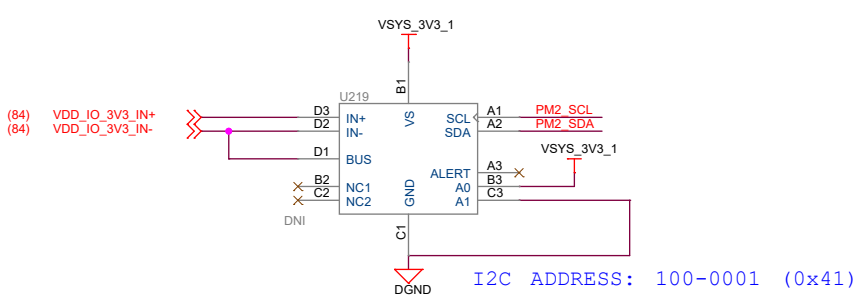 VSYS_3V3_1
B1
U219
(84) VDD_IO_3V3_IN+ D3 IN+ VS SCL A1 PM2_SCL
(84) VDD_IO_3V3_IN- D2 IN- SDA A2 PM2_SDA
VSYS_3V3_1
D1 BUS
ALERT A3
B2 NC1 A0 B3
C2 NC2 GND A1 C3
DNI
C1
I2C ADDRESS: 100-0001 (0x41)
DGND